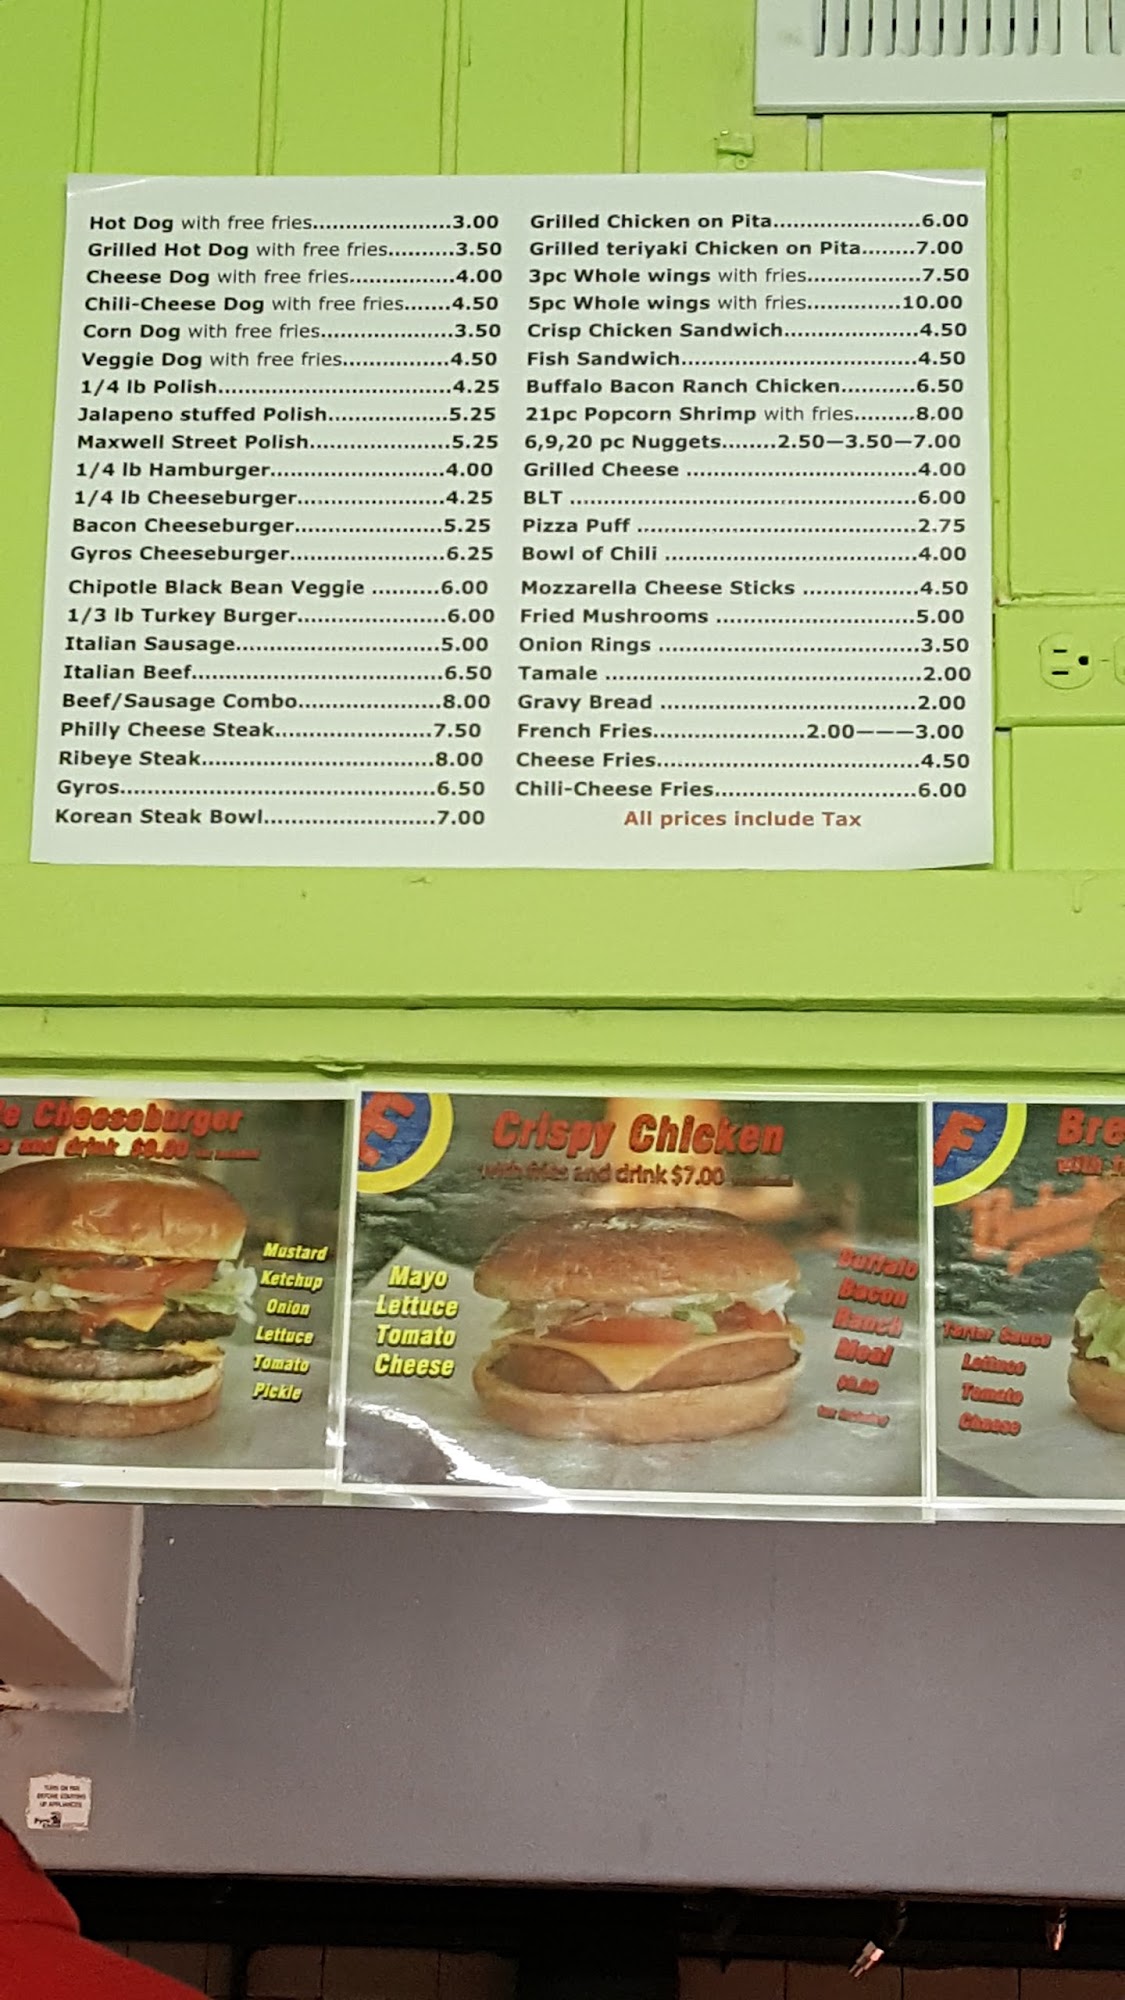 Hot Dog with free fries....................3.00
Grilled Hot Dog with free fries..........3.50
Cheese Dog with free fries...............4.00
Chili-Cheese Dog with free fries.......4.50
Corn Dog with free fries...................3.50
Veggie Dog with free fries................4.50
1/4 lb Polish..................................4.25
Jalapeno stuffed Polish..................5.25
Maxwell Street Polish.....................5.25
1/4 lb Hamburger..........................4.00
1/4 lb Cheeseburger......................4.25
Bacon Cheeseburger......................5.25
Gyros Cheeseburger.......................6.25
Chipotle Black Bean Veggie ..........6.00
1/3 lb Turkey Burger......................6.00
Italian Sausage..............................5.00
Italian Beef.....................................6.50
Beef/Sausage Combo.....................8.00
Philly Cheese Steak.......................7.50
Ribeye Steak..................................8.00
Gyros..............................................6.50
Korean Steak Bowl.........................7.00
Grilled Chicken on Pita.....................6.00
Grilled teriyaki Chicken on Pita........7.00
3pc Whole wings with fries................7.50
5pc Whole wings with fries.............10.00
Crisp Chicken Sandwich....................4.50
Fish Sandwich...................................4.50
Buffalo Bacon Ranch Chicken...........6.50
21pc Popcorn Shrimp with fries.........8.00
6,9,20 pc Nuggets........2.50—3.50—7.00
Grilled Cheese ..................................4.00
BLT ...................................................6.00
Pizza Puff .........................................2.75
Bowl of Chili .....................................4.00
Mozzarella Cheese Sticks .................4.50
Fried Mushrooms .............................5.00
Onion Rings ......................................3.50
Tamale ..............................................2.00
Gravy Bread ......................................2.00
French Fries......................2.00———3.00
Cheese Fries......................................4.50
Chili-Cheese Fries.............................6.00
All prices include Tax
Cheeseburger
and drink
Mustard
Ketchup
Onion
Lettuce
Tomato
Pickle
F
Crispy Chicken
with fries and drink $7.00
Mayo
Lettuce
Tomato
Cheese
Buffalo
Bacon
Ranch
Meal
F
Tarter Sauce
Lettuce
Tomato
Cheese